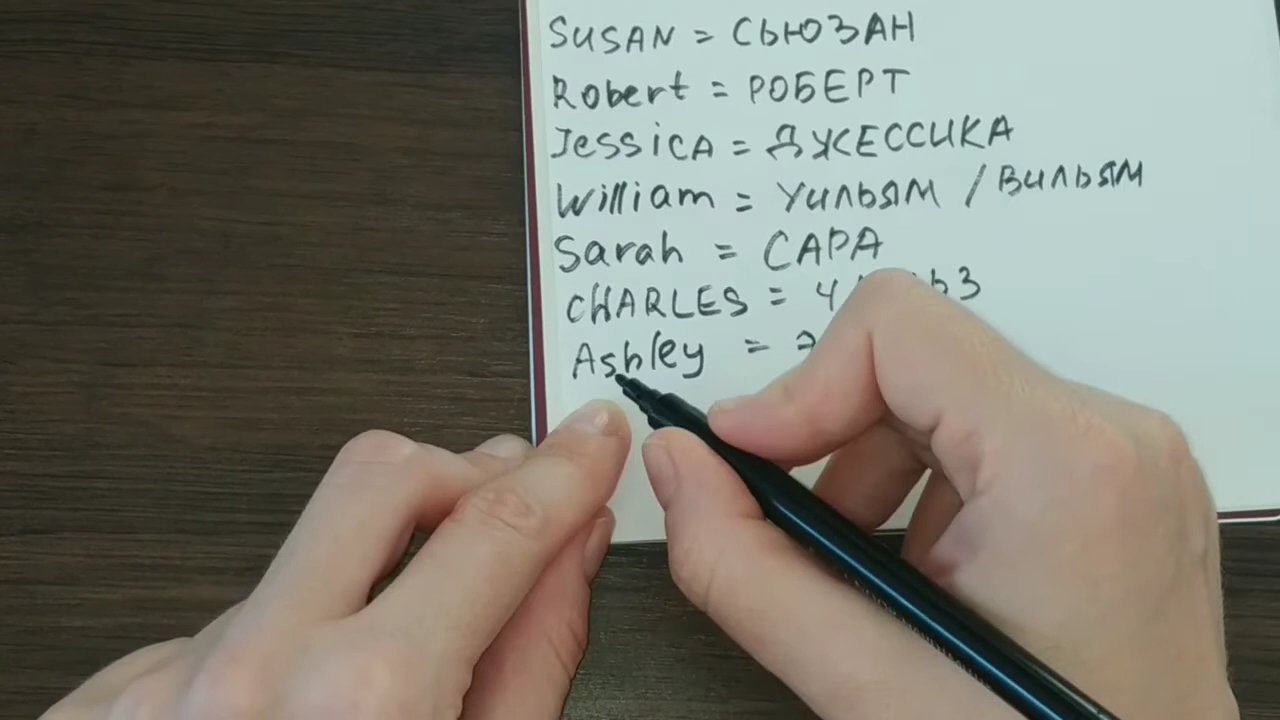 SUSAN = СЬЮЗАН
Robert = РОБЕРТ
Jessica = ДЖЕССИКА
William = УИЛЬЯМ / ВИЛЬЯМ
Sarah = САРА
CHARLES =
Ashley =